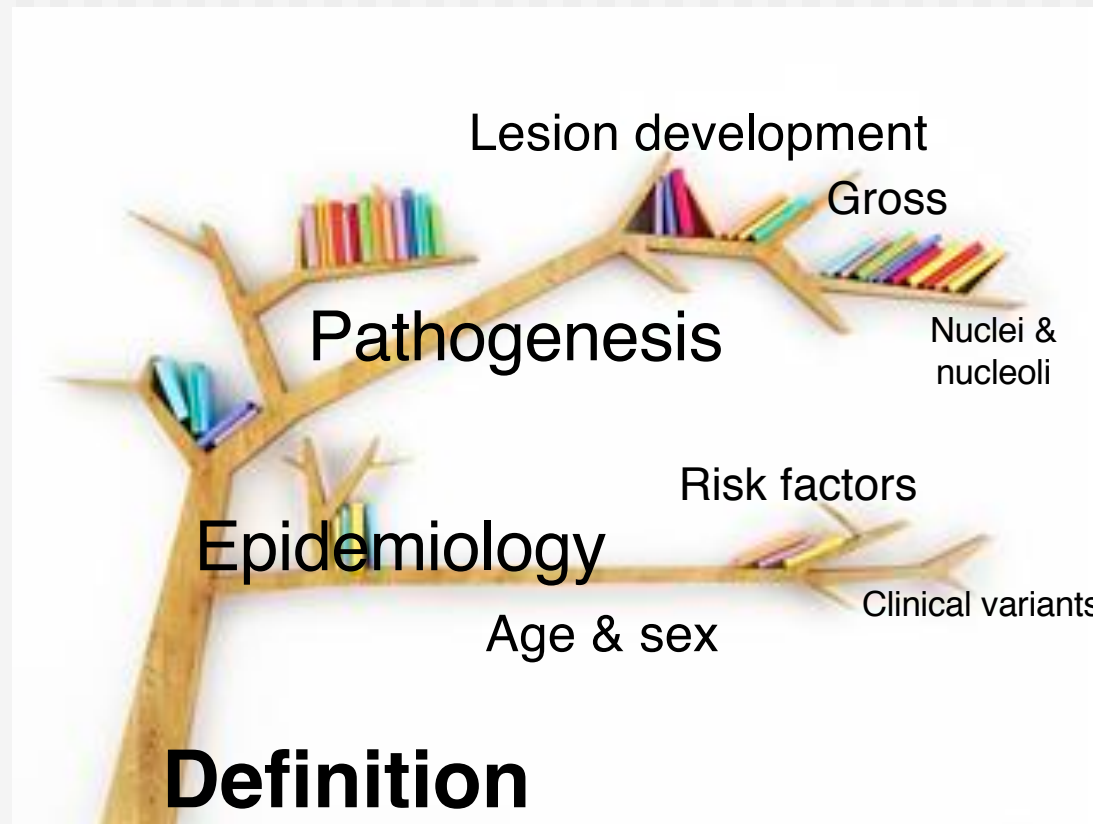 Lesion development
Gross
Pathogenesis
Nuclei &
nucleoli
Risk factors
Epidemiology
Clinical variants
Age & sex
Definition